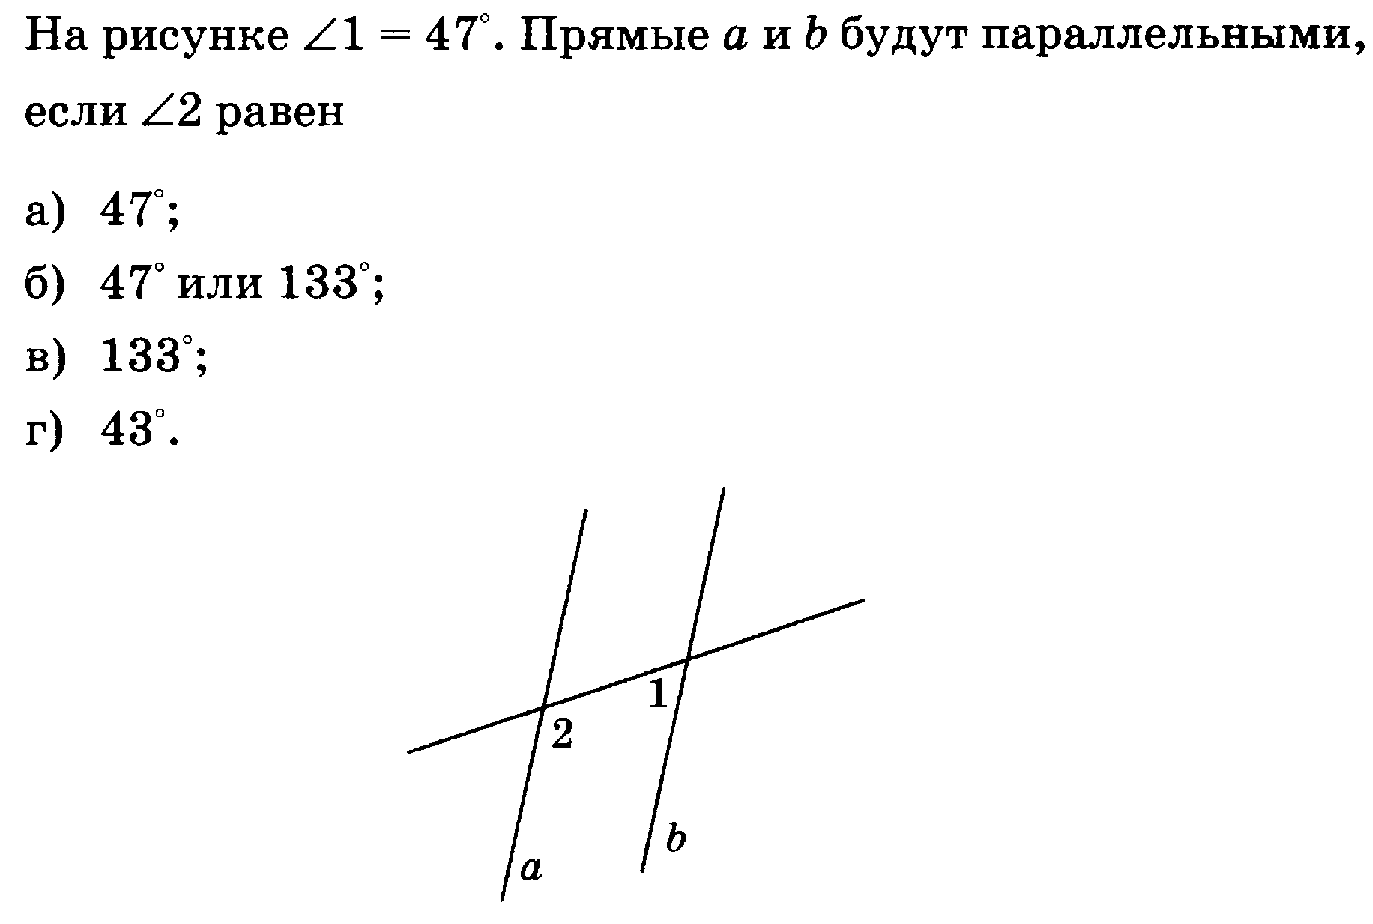 На рисунке ∠1 = 47°. Прямые a и b будут параллельными,
если ∠2 равен
а) 47°;
б) 47° или 133°;
в) 133°;
г) 43°.
1
2
b
a